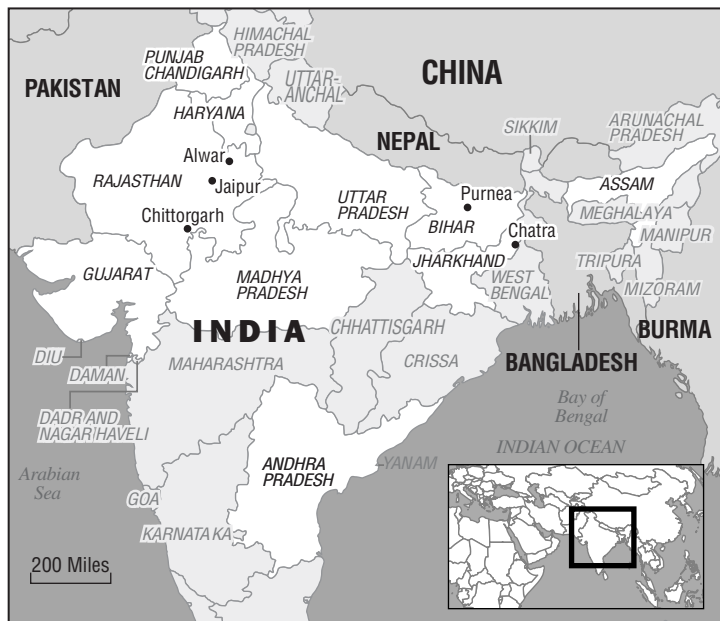 HIMACHAL
PRADESH
PUNJAB
CHANDIGARH
CHINA
PAKISTAN
UTTAR-
ANCHAL
HARYANA
NEPAL
SIKKIM
ARUNACHAL
PRADESH
Alwar
RAJASTHAN
Jaipur
UTTAR
PRADESH
Purnea
ASSAM
Chittorgarh
BIHAR
MEGHALAYA
Chatra
MANIPUR
GUJARAT
MADHYA
PRADESH
JHARKHAND
WEST
BENGAL
TRIPURA
MIZORAM
INDIA
CHHATTISGARH
BURMA
DIU
DAMAN
MAHARASHTRA
CRISSA
BANGLADESH
DADR AND
NAGAR HAVELI
Bay of
Bengal
INDIAN OCEAN
Arabian
Sea
ANDHRA
PRADESH
YANAM
GOA
KARNATAKA
200 Miles